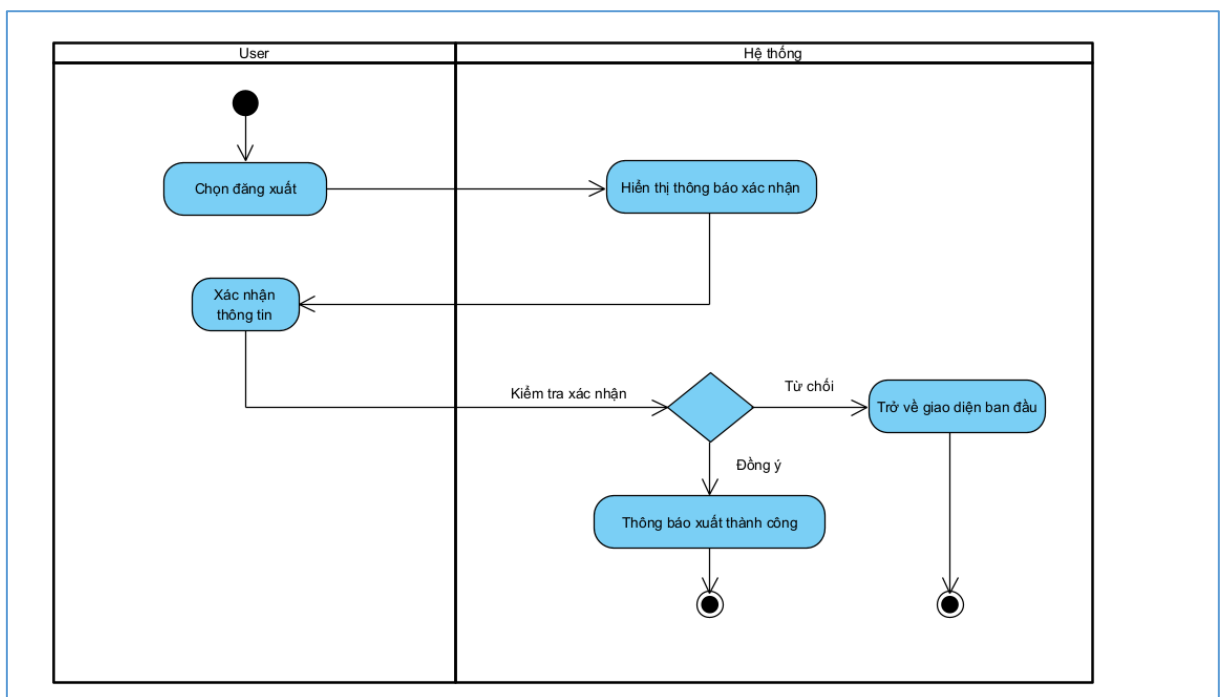 User
Hệ thống
Chọn đăng xuất
Hiển thị thông báo xác nhận
Xác nhận
thông tin
Kiểm tra xác nhận
Từ chối
Trở về giao diện ban đầu
Đồng ý
Thông báo xuất thành công